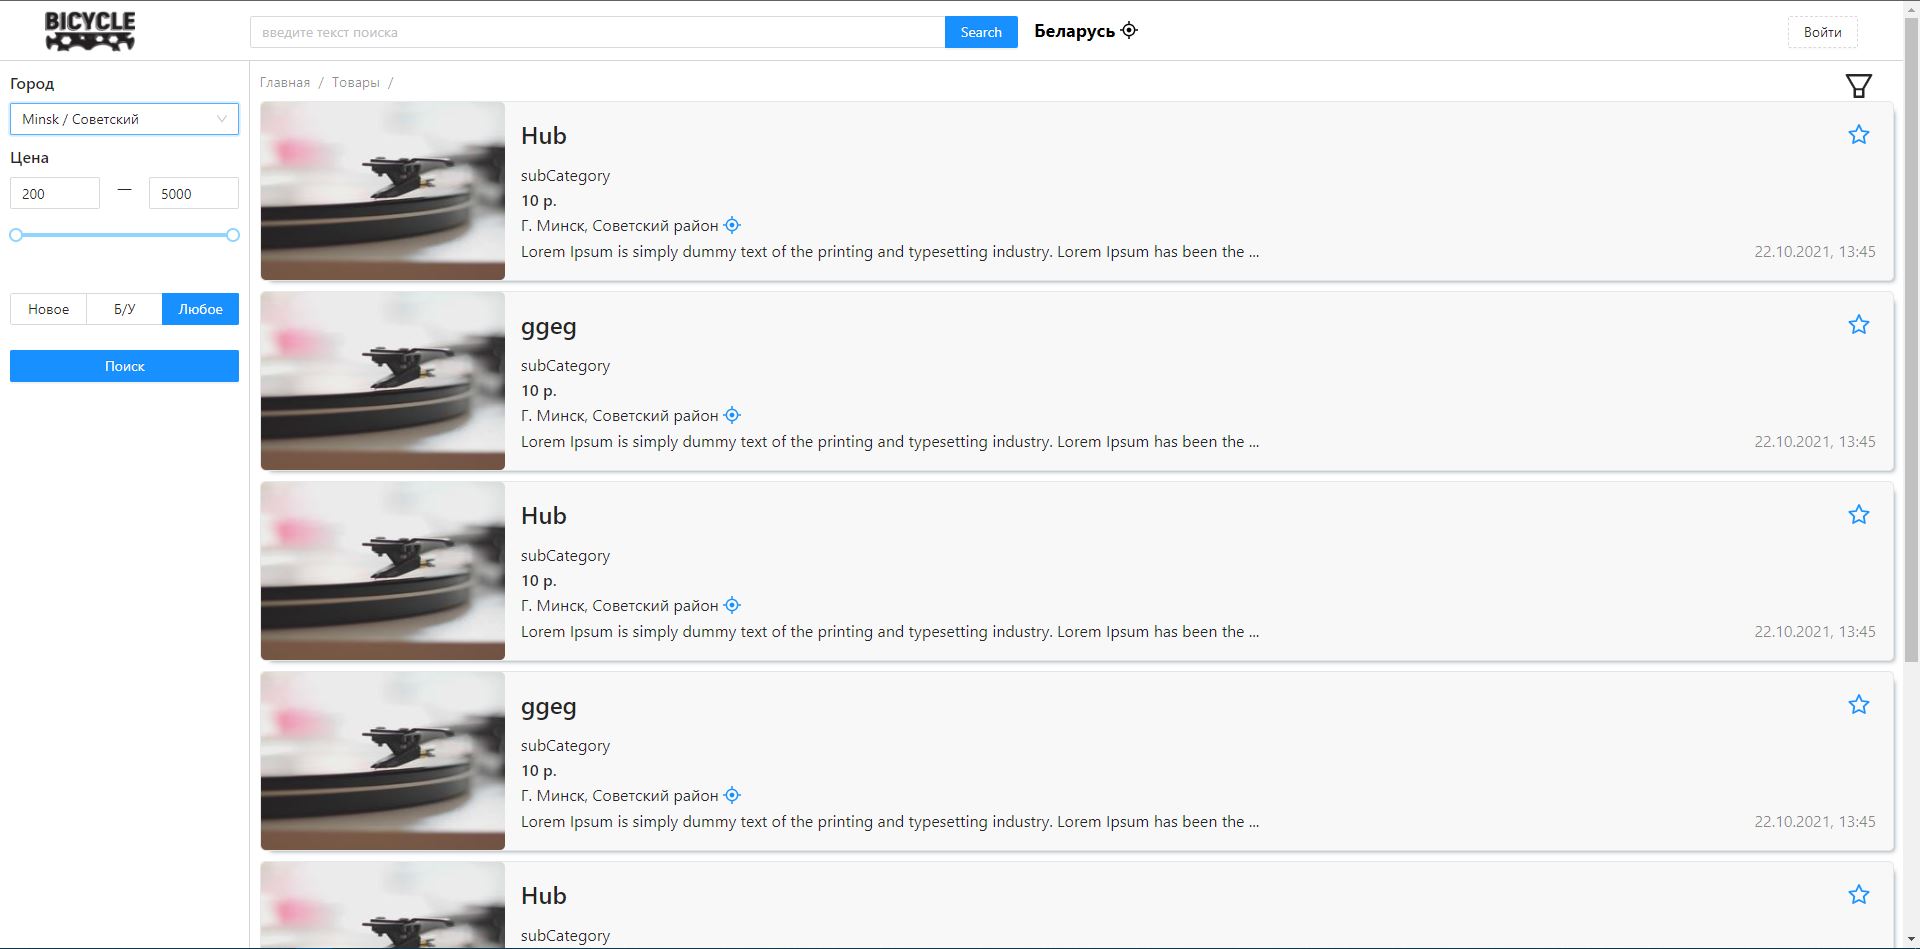 BICYCLE
введите текст поиска
Search
Беларусь
Войти
Город
Minsk / Советский
Цена
200 — 5000
Новое Б/У Любое
Поиск
Главная / Товары /
Hub
subCategory
10 р.
Г. Минск, Советский район
Lorem Ipsum is simply dummy text of the printing and typesetting industry. Lorem Ipsum has been the ...
22.10.2021, 13:45
ggeg
subCategory
10 р.
Г. Минск, Советский район
Lorem Ipsum is simply dummy text of the printing and typesetting industry. Lorem Ipsum has been the ...
22.10.2021, 13:45
Hub
subCategory
10 р.
Г. Минск, Советский район
Lorem Ipsum is simply dummy text of the printing and typesetting industry. Lorem Ipsum has been the ...
22.10.2021, 13:45
ggeg
subCategory
10 р.
Г. Минск, Советский район
Lorem Ipsum is simply dummy text of the printing and typesetting industry. Lorem Ipsum has been the ...
22.10.2021, 13:45
Hub
subCategory